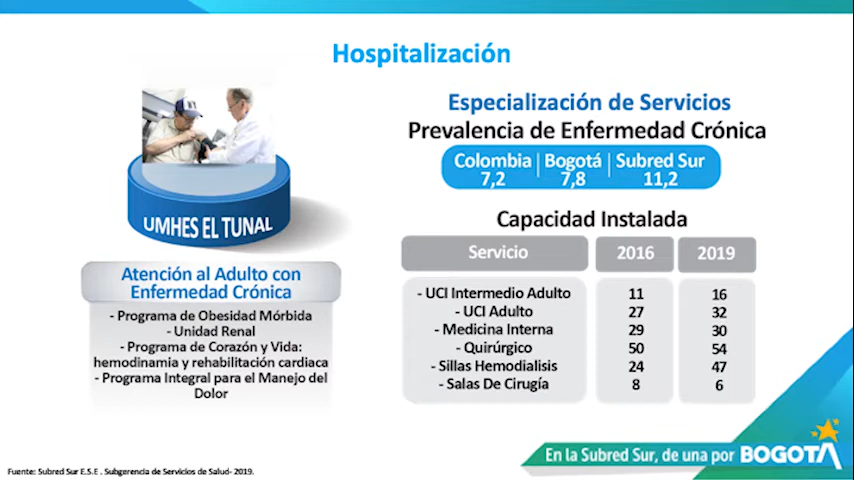 Hospitalización
UMHES EL TUNAL
Atención al Adulto con
Enfermedad Crónica
- Programa de Obesidad Mórbida
- Unidad Renal
- Programa de Corazón y Vida:
hemodinamia y rehabilitación cardiaca
- Programa Integral para el Manejo del
Dolor
Especialización de Servicios
Prevalencia de Enfermedad Crónica
Colombia | Bogotá | Subred Sur
7,2 7,8 11,2
Capacidad Instalada
Servicio 2016 2019
- UCI Intermedio Adulto 11 16
- UCI Adulto 27 32
- Medicina Interna 29 30
- Quirúrgico 50 54
- Sillas Hemodialisis 24 47
- Salas De Cirugía 8 6
En la Subred Sur, de una por BOGOTÁ
Fuente: Subred Sur E.S.E . Subgerencia de Servicios de Salud- 2019.